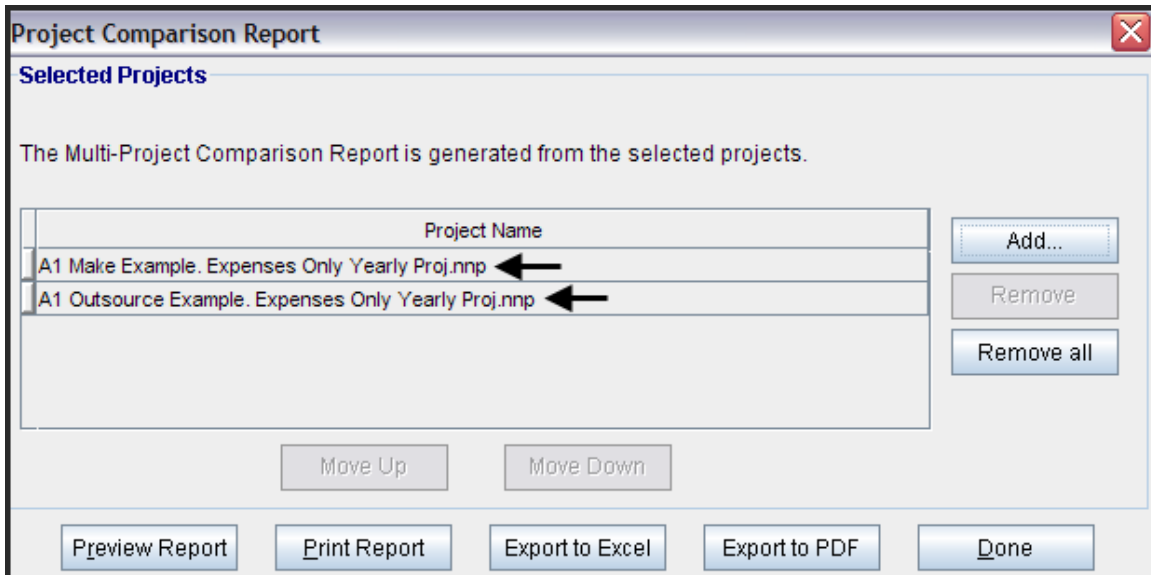 Project Comparison Report
Selected Projects
The Multi-Project Comparison Report is generated from the selected projects.
Project Name
A1 Make Example. Expenses Only Yearly Proj.nnp
A1 Outsource Example. Expenses Only Yearly Proj.nnp
Add...
Remove
Remove all
Move Up Move Down
Preview Report Print Report Export to Excel Export to PDF Done